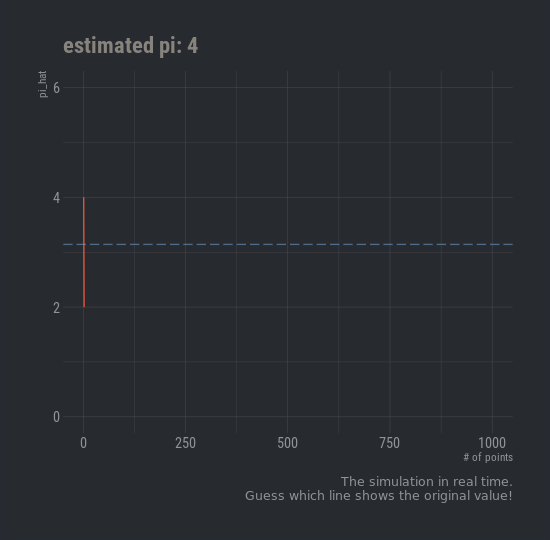 estimated pi: 4
pi_hat
6
4
2
0
0 250 500 750 1000
# of points
The simulation in real time.
Guess which line shows the original value!